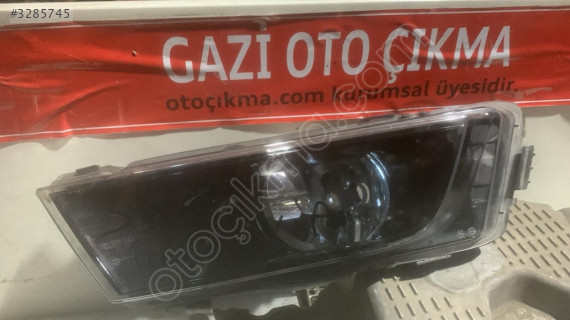 #3285745
GAZİ OTO ÇIKMA
otoçıkma.com kurumsal üyesidir.
otoçıkma.com